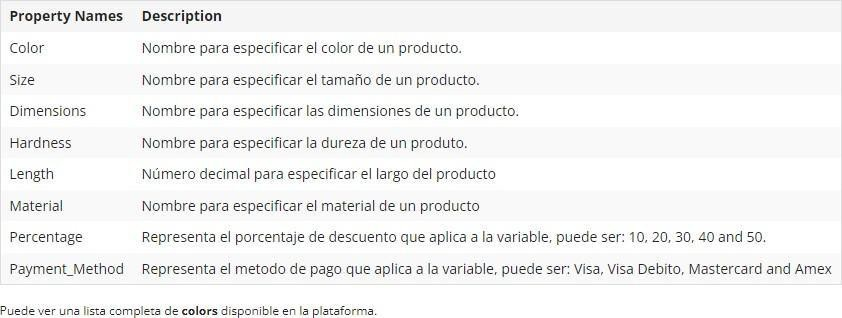 Property Names Description
Color Nombre para especificar el color de un producto.
Size Nombre para especificar el tamaño de un producto.
Dimensions Nombre para especificar las dimensiones de un producto.
Hardness Nombre para especificar la dureza de un produto.
Length Número decimal para especificar el largo del producto
Material Nombre para especificar el material de un producto
Percentage Representa el porcentaje de descuento que aplica a la variable, puede ser: 10, 20, 30, 40 and 50.
Payment_Method Representa el metodo de pago que aplica a la variable, puede ser: Visa, Visa Debito, Mastercard and Amex
Puede ver una lista completa de colors disponible en la plataforma.